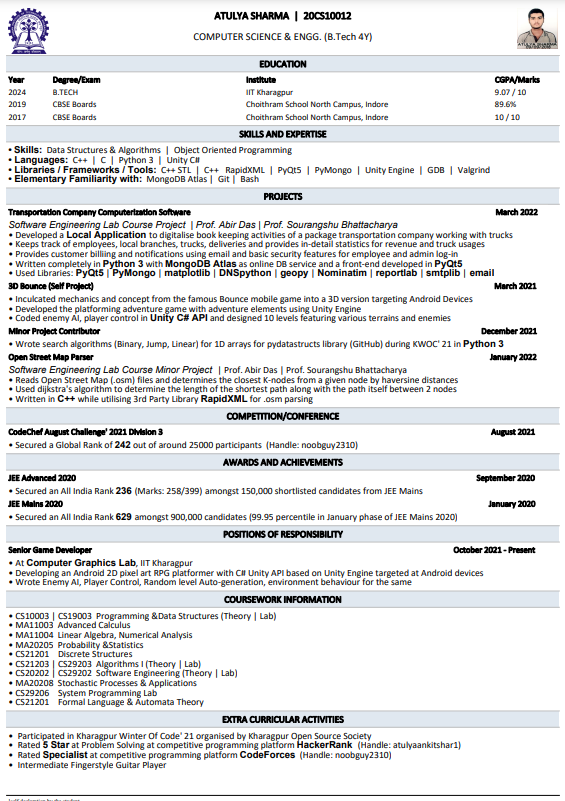 ATULYA SHARMA | 20CS10012
COMPUTER SCIENCE & ENGG. (B.Tech 4Y)
EDUCATION
Year Degree/Exam Institute CGPA/Marks
2024 B.TECH IIT Kharagpur 9.07 / 10
2019 CBSE Boards Choithram School North Campus, Indore 89.6%
2017 CBSE Boards Choithram School North Campus, Indore 10 / 10
SKILLS AND EXPERTISE
• Skills: Data Structures & Algorithms | Object Oriented Programming
• Languages: C++ | C | Python 3 | Unity C#
• Libraries / Frameworks / Tools: C++ STL | C++ RapidXML | PyQt5 | PyMongo | Unity Engine | GDB | Valgrind
• Elementary Familiarity with: MongoDB Atlas | Git | Bash
PROJECTS
Transportation Company Computerization Software March 2022
Software Engineering Lab Course Project | Prof. Abir Das | Prof. Sourangshu Bhattacharya
• Developed a Local Application to digitalise book keeping activities of a package transportation company working with trucks
• Keeps track of employees, local branches, trucks, deliveries and provides in-detail statistics for revenue and truck usages
• Provides customer billing and notifications using email and basic security features for employee and admin log-in
• Written completely in Python 3 with MongoDB Atlas as online DB service and a front-end developed in PyQt5
• Used Libraries: PyQt5 | PyMongo | matplotlib | DNSpython | geopy | Nominatim | reportlab | smtplib | email
3D Bounce (Self Project) March 2021
• Inculcated mechanics and concept from the famous Bounce mobile game into a 3D version targeting Android Devices
• Developed the platforming adventure game with adventure elements using Unity Engine
• Coded enemy AI, player control in Unity C# API and designed 10 levels featuring various terrains and enemies
Minor Project Contributor December 2021
• Wrote search algorithms (Binary, Jump, Linear) for 1D arrays for pydatastructs library (GitHub) during KWOC' 21 in Python 3
Open Street Map Parser January 2022
Software Engineering Lab Course Minor Project | Prof. Abir Das | Prof. Sourangshu Bhattacharya
• Reads Open Street Map (.osm) files and determines the closest K-nodes from a given node by haversine distances
• Used dijkstra's algorithm to determine the length of the shortest path along with the path itself between 2 nodes
• Written in C++ while utilising 3rd Party Library RapidXML for .osm parsing
COMPETITION/CONFERENCE
CodeChef August Challenge' 2021 Division 3 August 2021
• Secured a Global Rank of 242 out of around 25000 participants (Handle: noobguy2310)
AWARDS AND ACHIEVEMENTS
JEE Advanced 2020 September 2020
• Secured an All India Rank 236 (Marks: 258/399) amongst 150,000 shortlisted candidates from JEE Mains
JEE Mains 2020 January 2020
• Secured an All India Rank 629 amongst 900,000 candidates (99.95 percentile in January phase of JEE Mains 2020)
POSITIONS OF RESPONSIBILITY
Senior Game Developer October 2021 - Present
• At Computer Graphics Lab, IIT Kharagpur
• Developing an Android 2D pixel art RPG platformer with C# Unity API based on Unity Engine targeted at Android devices
• Wrote Enemy AI, Player Control, Random level Auto-generation, environment behaviour for the same
COURSEWORK INFORMATION
• CS10003 | CS19003 Programming &Data Structures (Theory | Lab)
• MA11003 Advanced Calculus
• MA11004 Linear Algebra, Numerical Analysis
• MA20205 Probability &Statistics
• CS21201 Discrete Structures
• CS21203 | CS29203 Algorithms I (Theory | Lab)
• CS20202 | CS29202 Software Engineering (Theory | Lab)
• MA20208 Stochastic Processes & Applications
• CS29206 System Programming Lab
• CS21201 Formal Language & Automata Theory
EXTRA CURRICULAR ACTIVITIES
• Participated in Kharagpur Winter Of Code' 21 organised by Kharagpur Open Source Society
• Rated 5 Star at Problem Solving at competitive programming platform HackerRank (Handle: atulyaankitshar1)
• Rated Specialist at competitive programming platform CodeForces (Handle: noobguy2310)
• Intermediate Fingerstyle Guitar Player